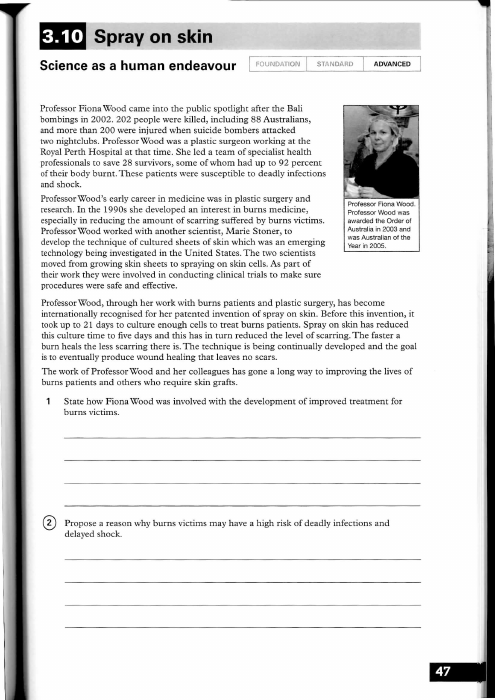 3.10 Spray on skin
Science as a human endeavour
FOUNDATION STANDARD ADVANCED
Professor Fiona Wood came into the public spotlight after the Bali
bombings in 2002. 202 people were killed, including 88 Australians,
and more than 200 were injured when suicide bombers attacked
two nightclubs. Professor Wood was a plastic surgeon working at the
Royal Perth Hospital at that time. She led a team of specialist health
professionals to save 28 survivors, some of whom had up to 92 percent
of their body burnt. These patients were susceptible to deadly infections
and shock.
Professor Wood's early career in medicine was in plastic surgery and
research. In the 1990s she developed an interest in burns medicine,
especially in reducing the amount of scarring suffered by burns victims.
Professor Wood worked with another scientist, Marie Stoner, to
develop the technique of cultured sheets of skin which was an emerging
technology being investigated in the United States. The two scientists
moved from growing skin sheets to spraying on skin cells. As part of
their work they were involved in conducting clinical trials to make sure
procedures were safe and effective.
Professor Fiona Wood.
Professor Wood was
awarded the Order of
Australia in 2003 and
was Australian of the
Year in 2005.
Professor Wood, through her work with burns patients and plastic surgery, has become
internationally recognised for her patented invention of spray on skin. Before this invention, it
took up to 21 days to culture enough cells to treat burns patients. Spray on skin has reduced
this culture time to five days and this has in turn reduced the level of scarring. The faster a
burn heals the less scarring there is. The technique is being continually developed and the goal
is to eventually produce wound healing that leaves no scars.
The work of Professor Wood and her colleagues has gone a long way to improving the lives of
burns patients and others who require skin grafts.
1 State how Fiona Wood was involved with the development of improved treatment for
burns victims.
2 Propose a reason why burns victims may have a high risk of deadly infections and
delayed shock.
47